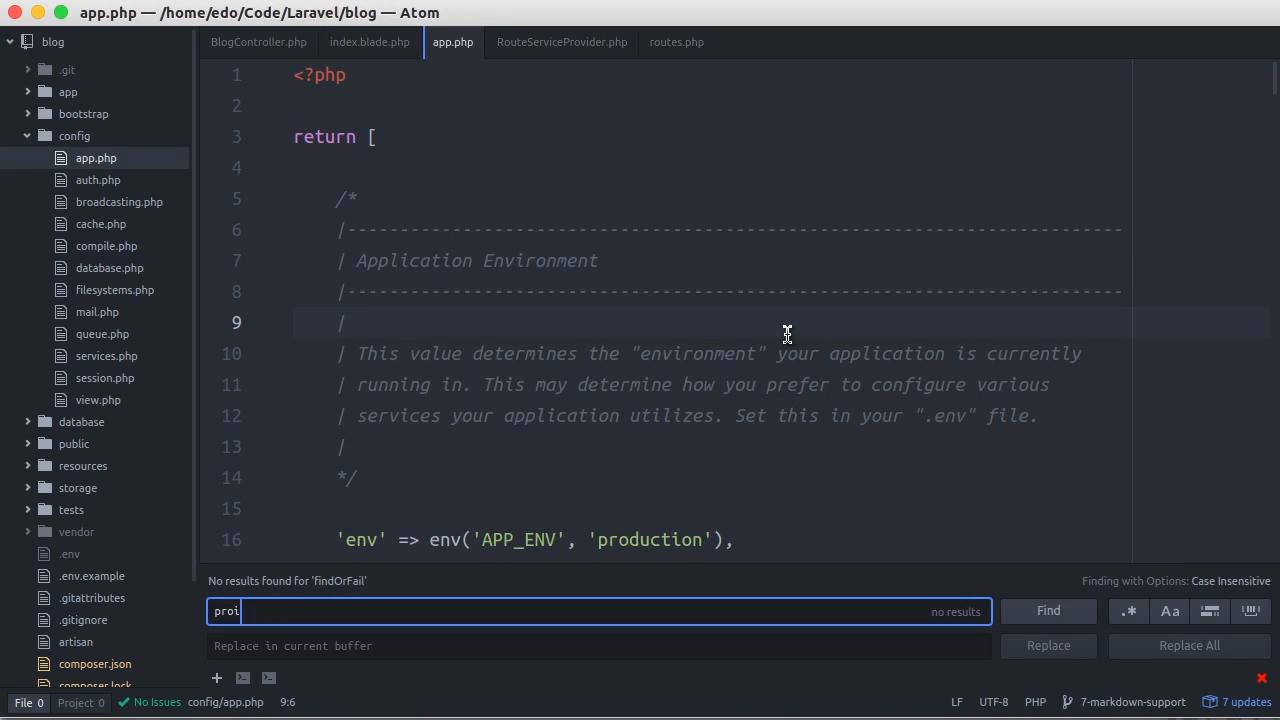 app.php — /home/edo/Code/Laravel/blog — Atom
blog
.git
app
bootstrap
config
app.php
auth.php
broadcasting.php
cache.php
compile.php
database.php
filesystems.php
mail.php
queue.php
services.php
session.php
view.php
database
public
resources
storage
tests
vendor
.env
.env.example
.gitattributes
.gitignore
artisan
composer.json
composer.lock
BlogController.php index.blade.php app.php RouteServiceProvider.php routes.php
1 <?php
2
3 return [
4
5 /*
6 |--------------------------------------------------------------------------
7 | Application Environment
8 |--------------------------------------------------------------------------
9 |
10 | This value determines the "environment" your application is currently
11 | running in. This may determine how you prefer to configure various
12 | services your application utilizes. Set this in your ".env" file.
13 |
14 */
15
16 'env' => env('APP_ENV', 'production'),
No results found for 'findOrFail' Finding with Options: Case Insensitive
proi no results Find .* Aa
Replace in current buffer Replace Replace All
File 0 Project 0 No Issues config/app.php 9:6 LF UTF-8 PHP 7-markdown-support 7 updates